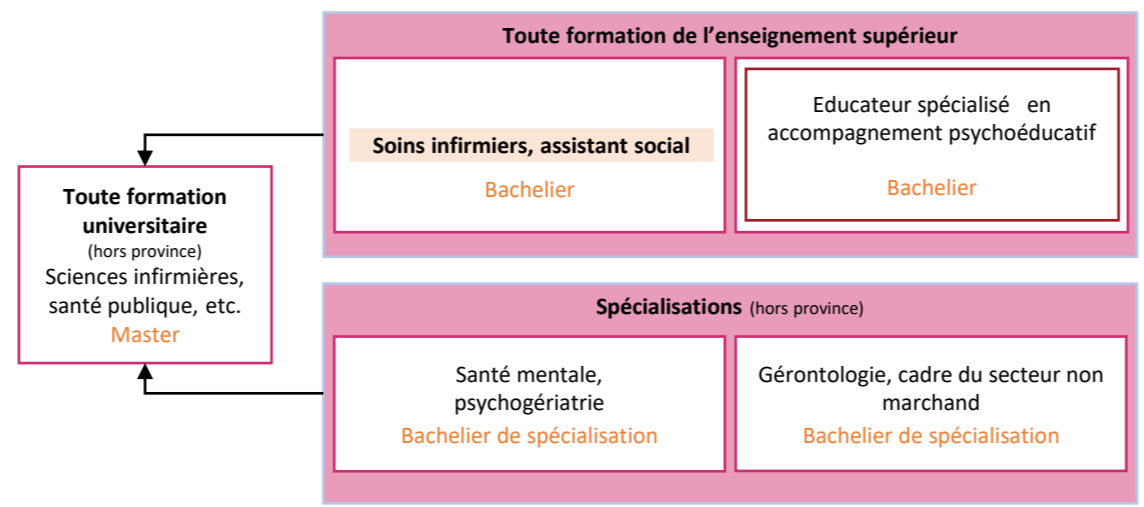 Toute formation de l’enseignement supérieur
Soins infirmiers, assistant social
Bachelier
Educateur spécialisé en
accompagnement psychoéducatif
Bachelier
Toute formation
universitaire
(hors province)
Sciences infirmières,
santé publique, etc.
Master
Spécialisations (hors province)
Santé mentale,
psychogériatrie
Bachelier de spécialisation
Gérontologie, cadre du secteur non
marchand
Bachelier de spécialisation